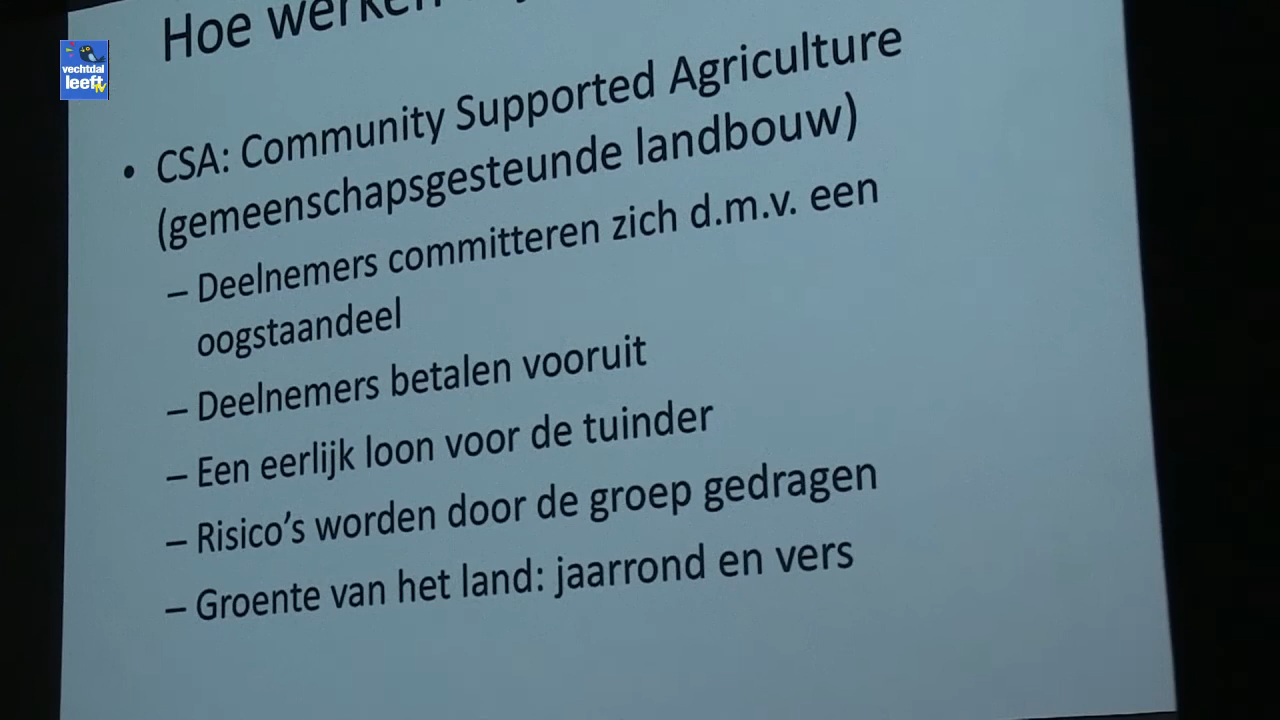 Hoe werken
vechtdal
leeft
TV
• CSA: Community Supported Agriculture
(gemeenschapsgesteunde landbouw)
– Deelnemers committeren zich d.m.v. een
oogstaandeel
– Deelnemers betalen vooruit
– Een eerlijk loon voor de tuinder
– Risico’s worden door de groep gedragen
– Groente van het land: jaarrond en vers